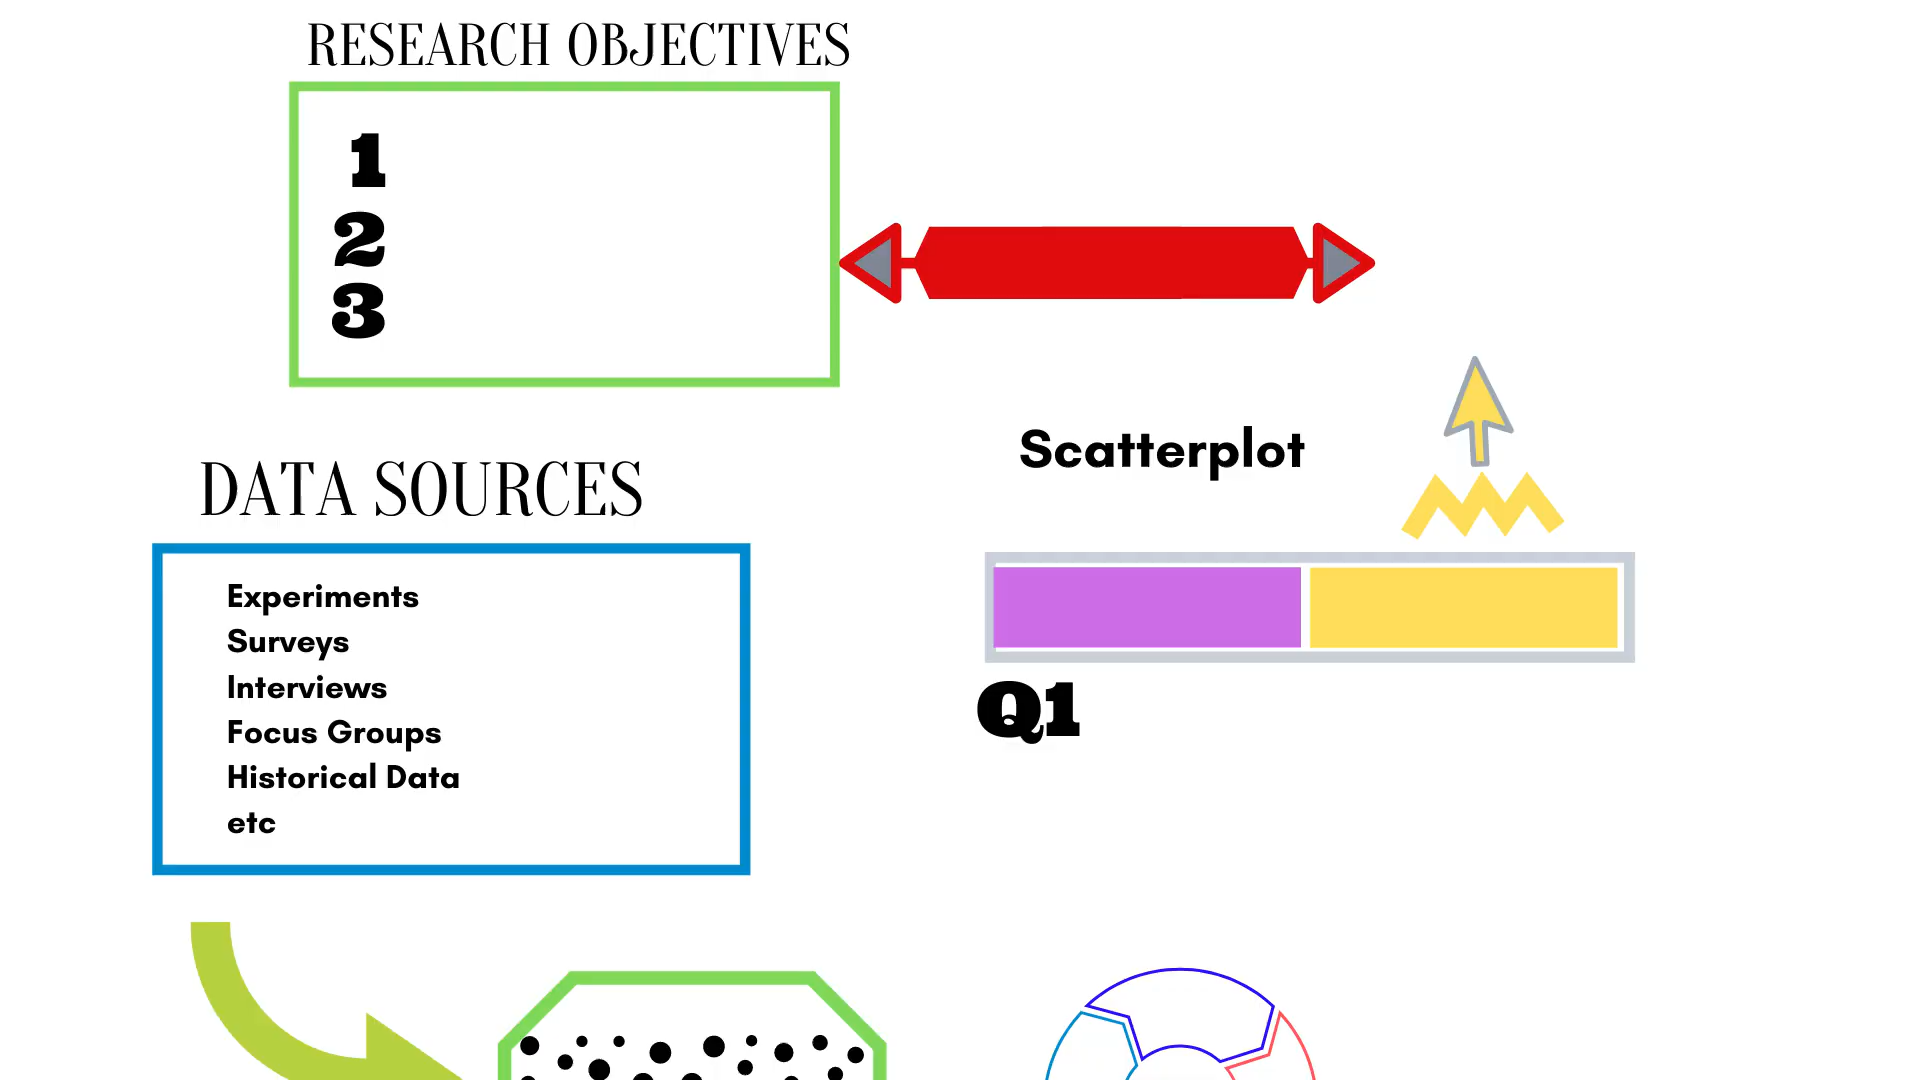 RESEARCH OBJECTIVES
1
2
3
Scatterplot
DATA SOURCES
Experiments
Surveys
Interviews
Focus Groups
Historical Data
etc
Q1